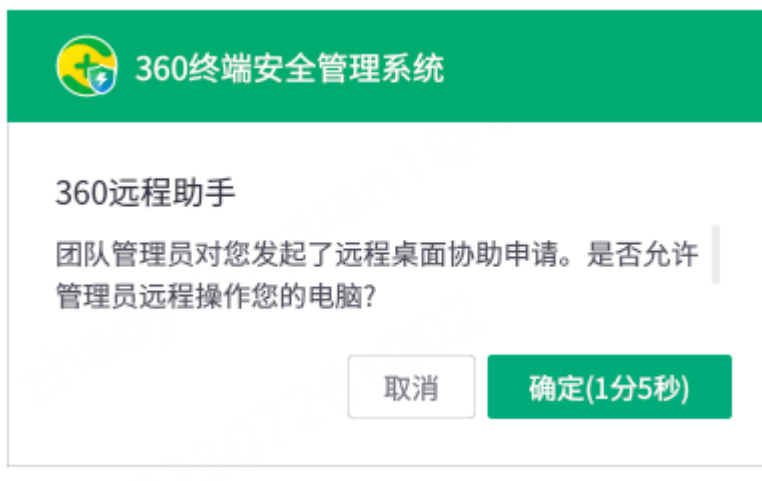 360终端安全管理系统
360远程助手
团队管理员对您发起了远程桌面协助申请。是否允许
管理员远程操作您的电脑?
取消
确定(1分5秒)